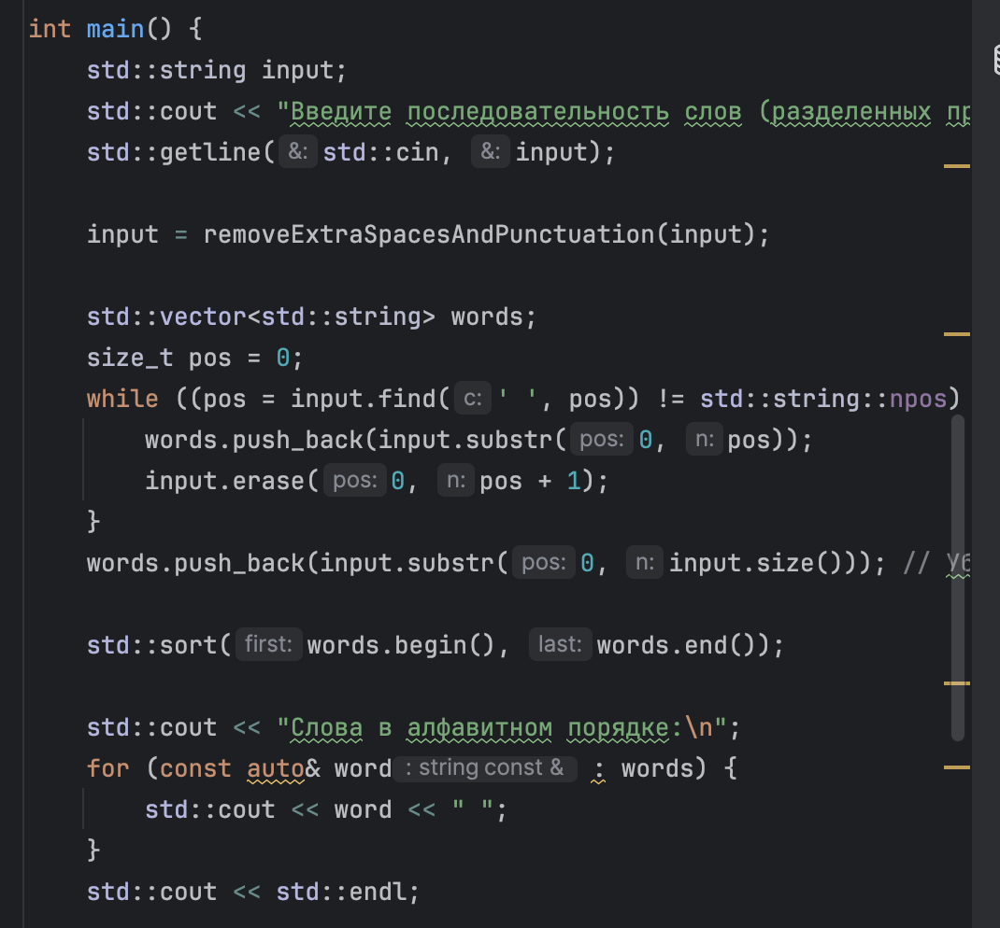 int main() {
std::string input;
std::cout << "Введите последовательность слов (разделенных
std::getline( &: std::cin, &: input);
input = removeExtraSpacesAndPunctuation(input);
std::vector<std::string> words;
size_t pos = 0;
while ((pos = input.find( c: ' ', pos)) != std::string::npos)
words.push_back(input.substr( pos: 0, n: pos));
input.erase( pos: 0, n: pos + 1);
}
words.push_back(input.substr( pos: 0, n: input.size())); //
std::sort( first: words.begin(), last: words.end());
std::cout << "Слова в алфавитном порядке:\n";
for (const auto& word : string const & : words) {
std::cout << word << " ";
}
std::cout << std::endl;